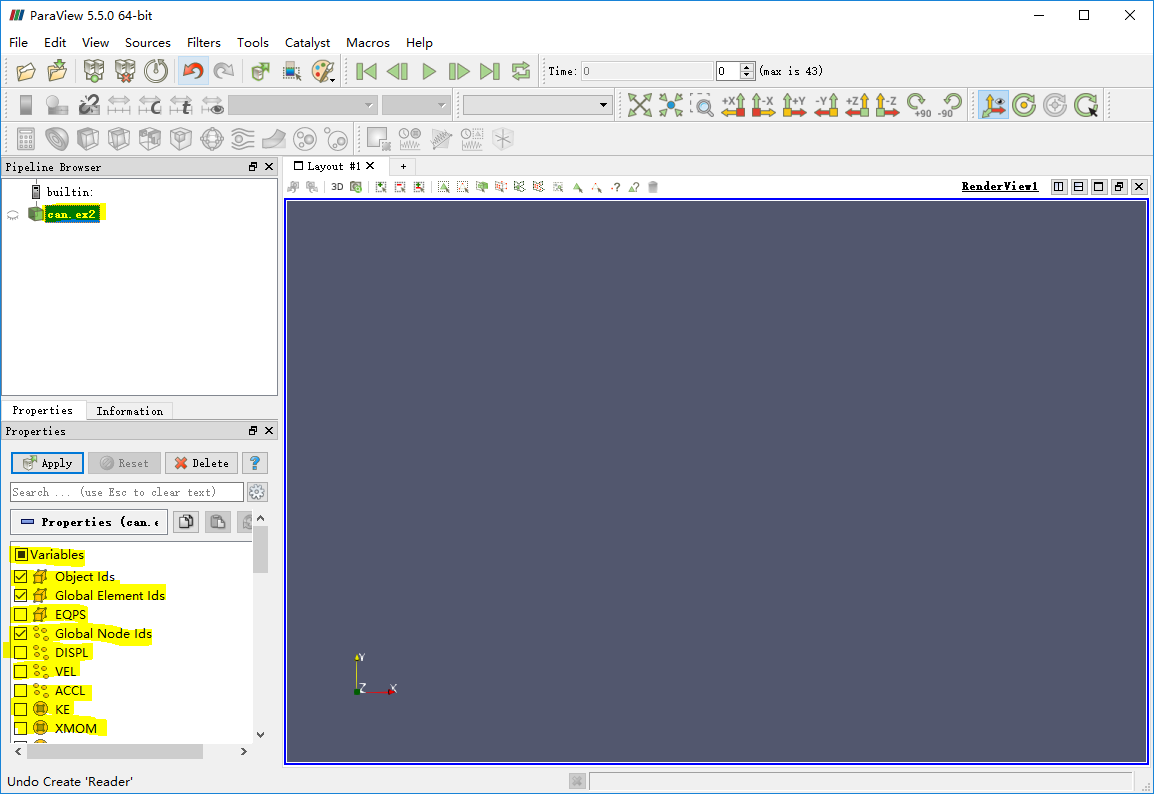 ParaView 5.5.0 64-bit
File Edit View Sources Filters Tools Catalyst Macros Help
Time: 0 0 (max is 43)
+X -X +Y -Y +Z -Z +90 -90
Pipeline Browser
builtin:
can.ex2
Layout #1 +
3D
RenderView1
Properties Information
Properties
Apply Reset Delete ?
Search ... (use Esc to clear text)
Properties (can.e
Variables
Object Ids
Global Element Ids
EQPS
Global Node Ids
DISPL
VEL
ACCL
KE
XMOM
Y
Z X
Undo Create 'Reader'